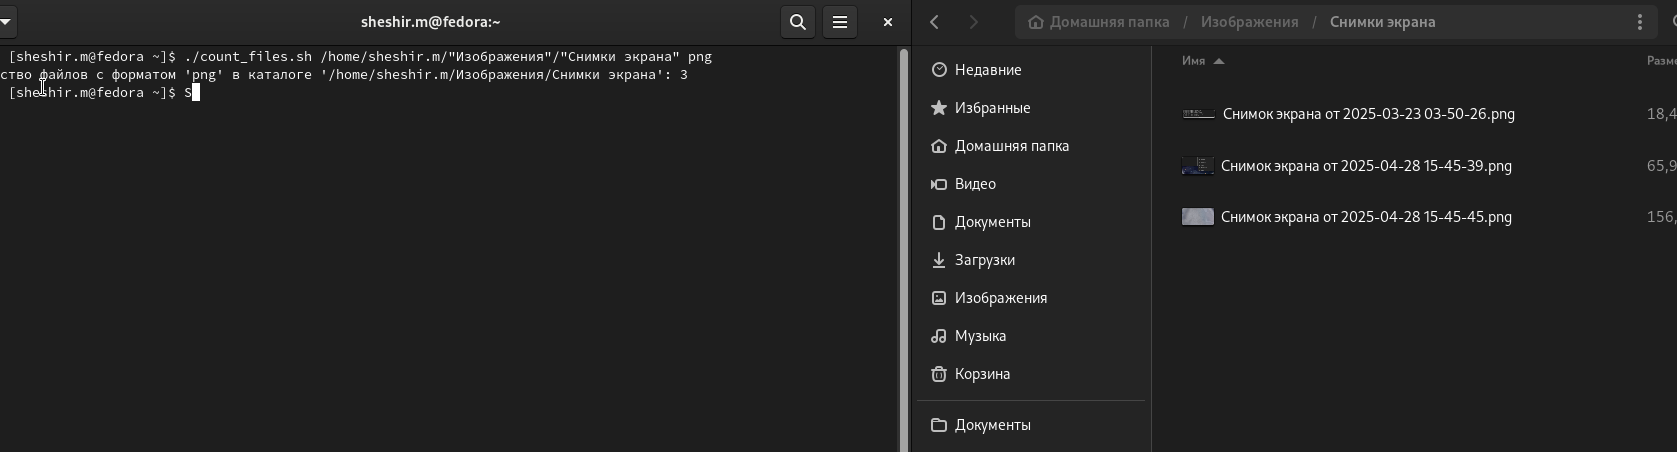 sheshir.m@fedora:~
[sheshir.m@fedora ~]$ ./count_files.sh /home/sheshir.m/"Изображения"/"Снимки экрана" png
ство файлов с форматом 'png' в каталоге '/home/sheshir.m/Изображения/Снимки экрана': 3
[sheshir.m@fedora ~]$ S
Домашняя папка / Изображения / Снимки экрана
Недавние
Избранные
Домашняя папка
Видео
Документы
Загрузки
Изображения
Музыка
Корзина
Документы
Имя Разме
Снимок экрана от 2025-03-23 03-50-26.png 18,4
Снимок экрана от 2025-04-28 15-45-39.png 65,9
Снимок экрана от 2025-04-28 15-45-45.png 156,